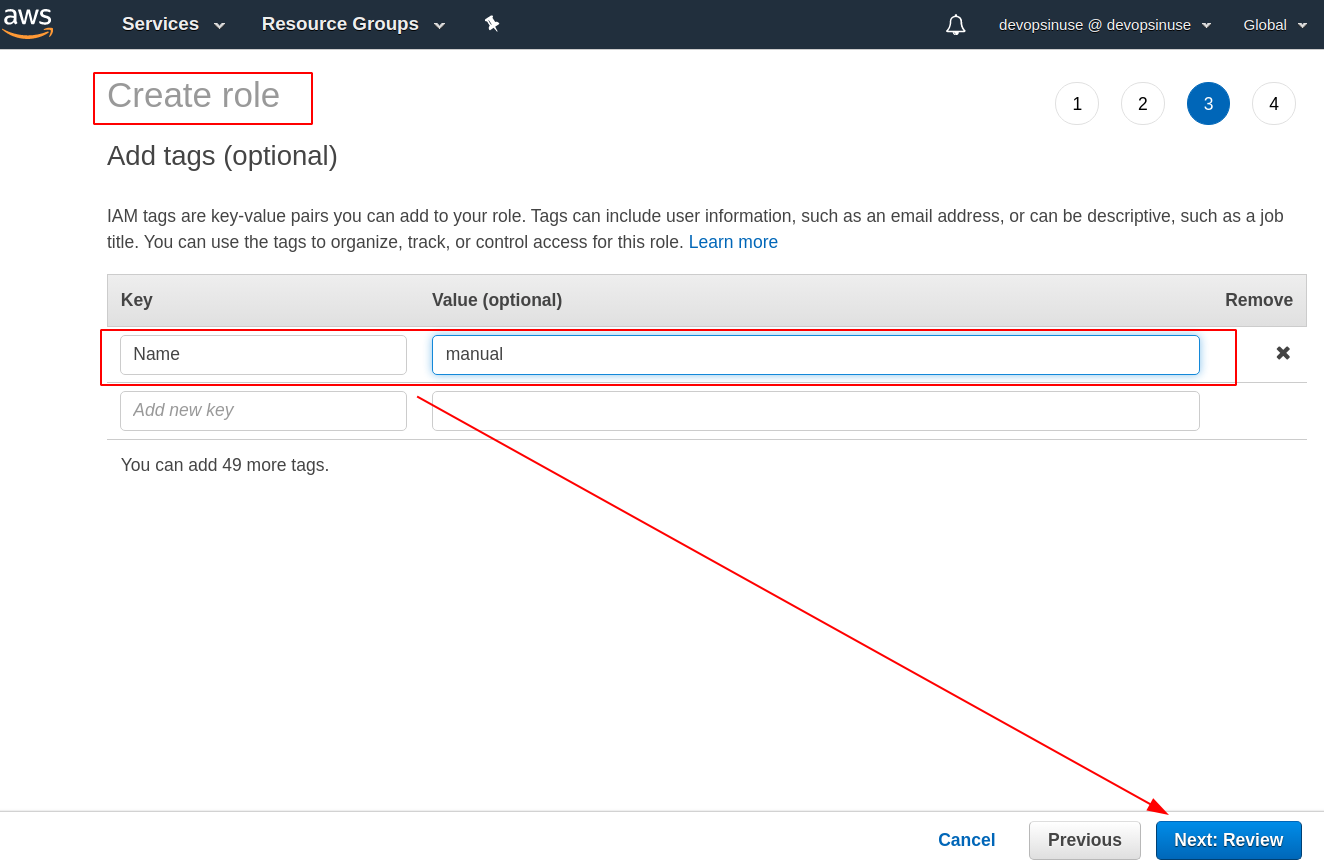 aws Services Resource Groups devopsinuse @ devopsinuse Global
Create role
1 2 3 4
Add tags (optional)
IAM tags are key-value pairs you can add to your role. Tags can include user information, such as an email address, or can be descriptive, such as a job
title. You can use the tags to organize, track, or control access for this role. Learn more
Key Value (optional) Remove
Name manual
Add new key
You can add 49 more tags.
Cancel Previous Next: Review